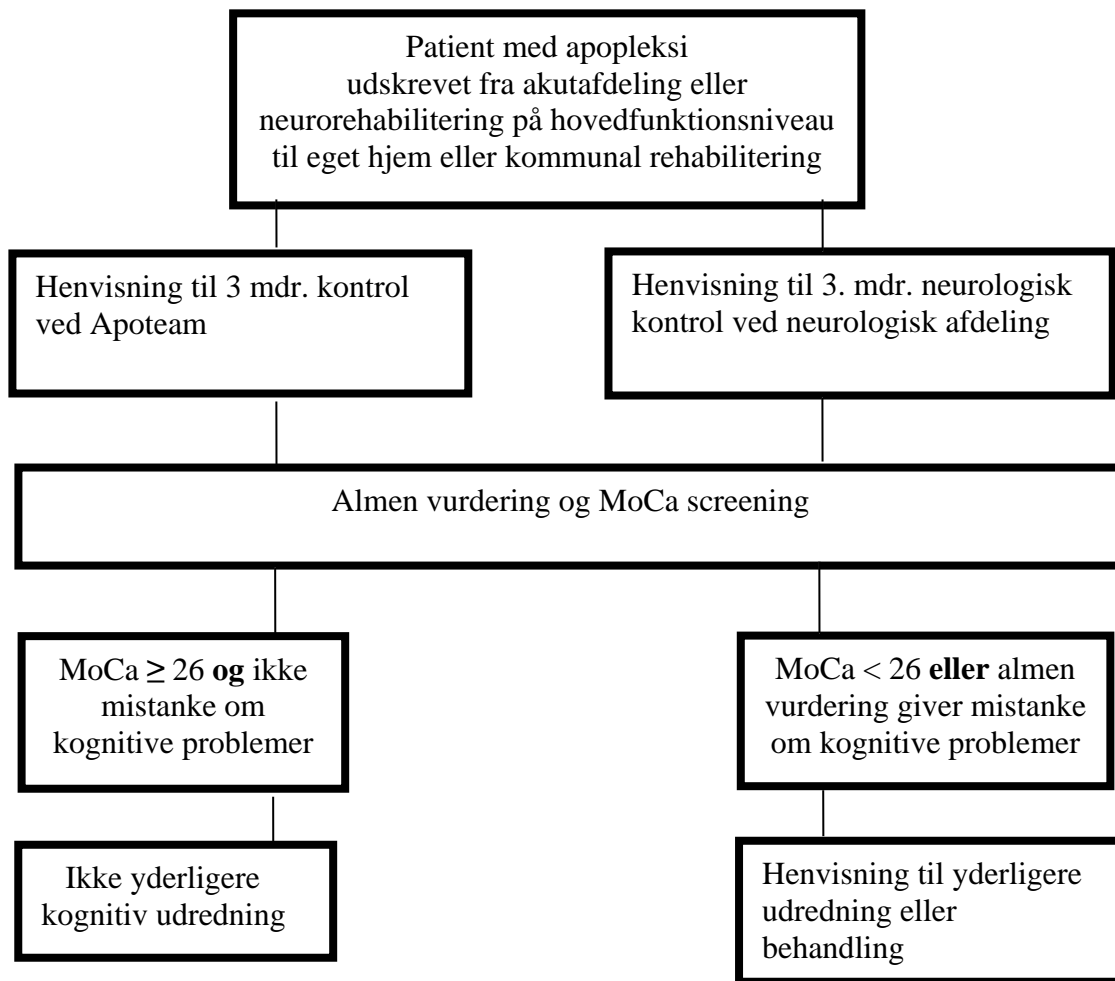 Patient med apopleksi
udskrevet fra akutafdeling eller
neurorehabilitering på hovedfunktionsniveau
til eget hjem eller kommunal rehabilitering
Henvisning til 3 mdr. kontrol
ved Apoteam
Henvisning til 3. mdr. neurologisk
kontrol ved neurologisk afdeling
Almen vurdering og MoCa screening
MoCa ≥ 26 og ikke
mistanke om
kognitive problemer
MoCa < 26 eller almen
vurdering giver mistanke
om kognitive problemer
Ikke yderligere
kognitiv udredning
Henvisning til yderligere
udredning eller
behandling